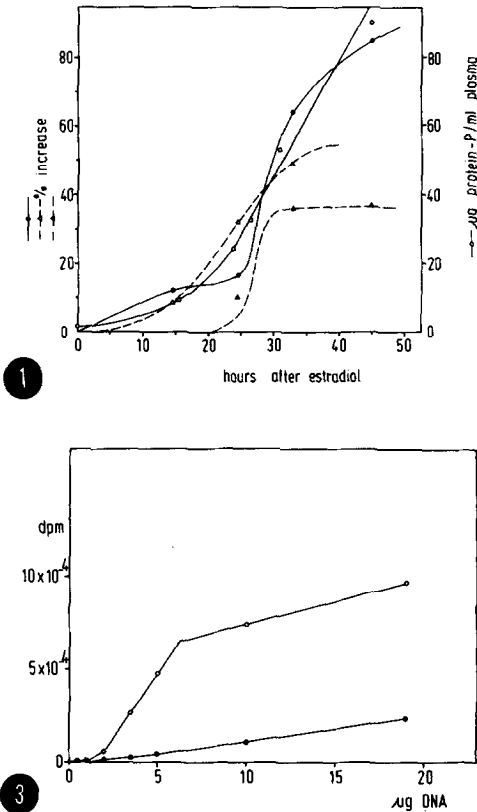 80
60
40
20
0
% increase
80
60
40
20
0
µg protein-P/ml plasma
0 10 20 30 40 50
hours after estradiol
1
dpm
10x10⁻⁴
5x10⁻⁴
0
0 5 10 15 20
µg DNA
3